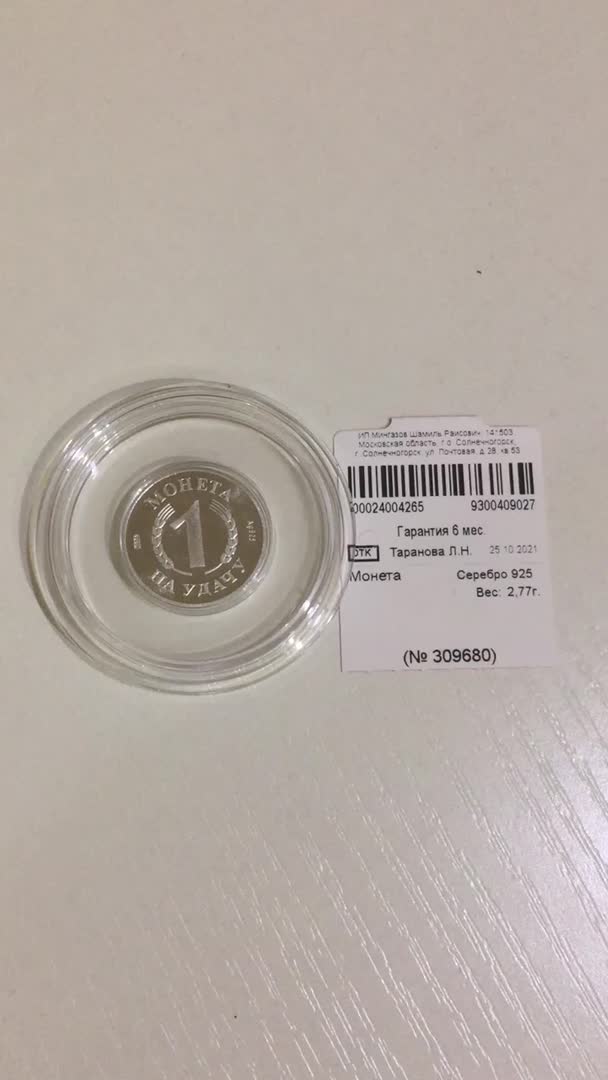 МОНЕТА
1
НА УДАЧУ
ИП Мингазов Шамиль Раисович, 141503,
Московская область, г.о. Солнечногорск,
г. Солнечногорск, ул. Почтовая, д.28, кв.53
00024004265 9300409027
Гарантия 6 мес.
ОТК Таранова Л.Н. 25.10.2021
Монета Серебро 925
Вес: 2,77г.
(№ 309680)